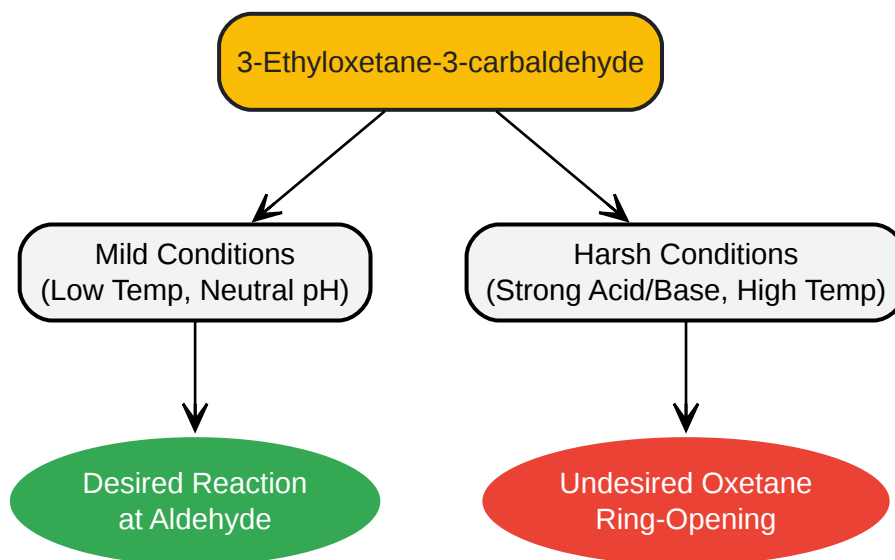 3-Ethyloxetane-3-carbaldehyde
Mild Conditions
(Low Temp, Neutral pH)
Harsh Conditions
(Strong Acid/Base, High Temp)
Desired Reaction
at Aldehyde
Undesired Oxetane
Ring-Opening